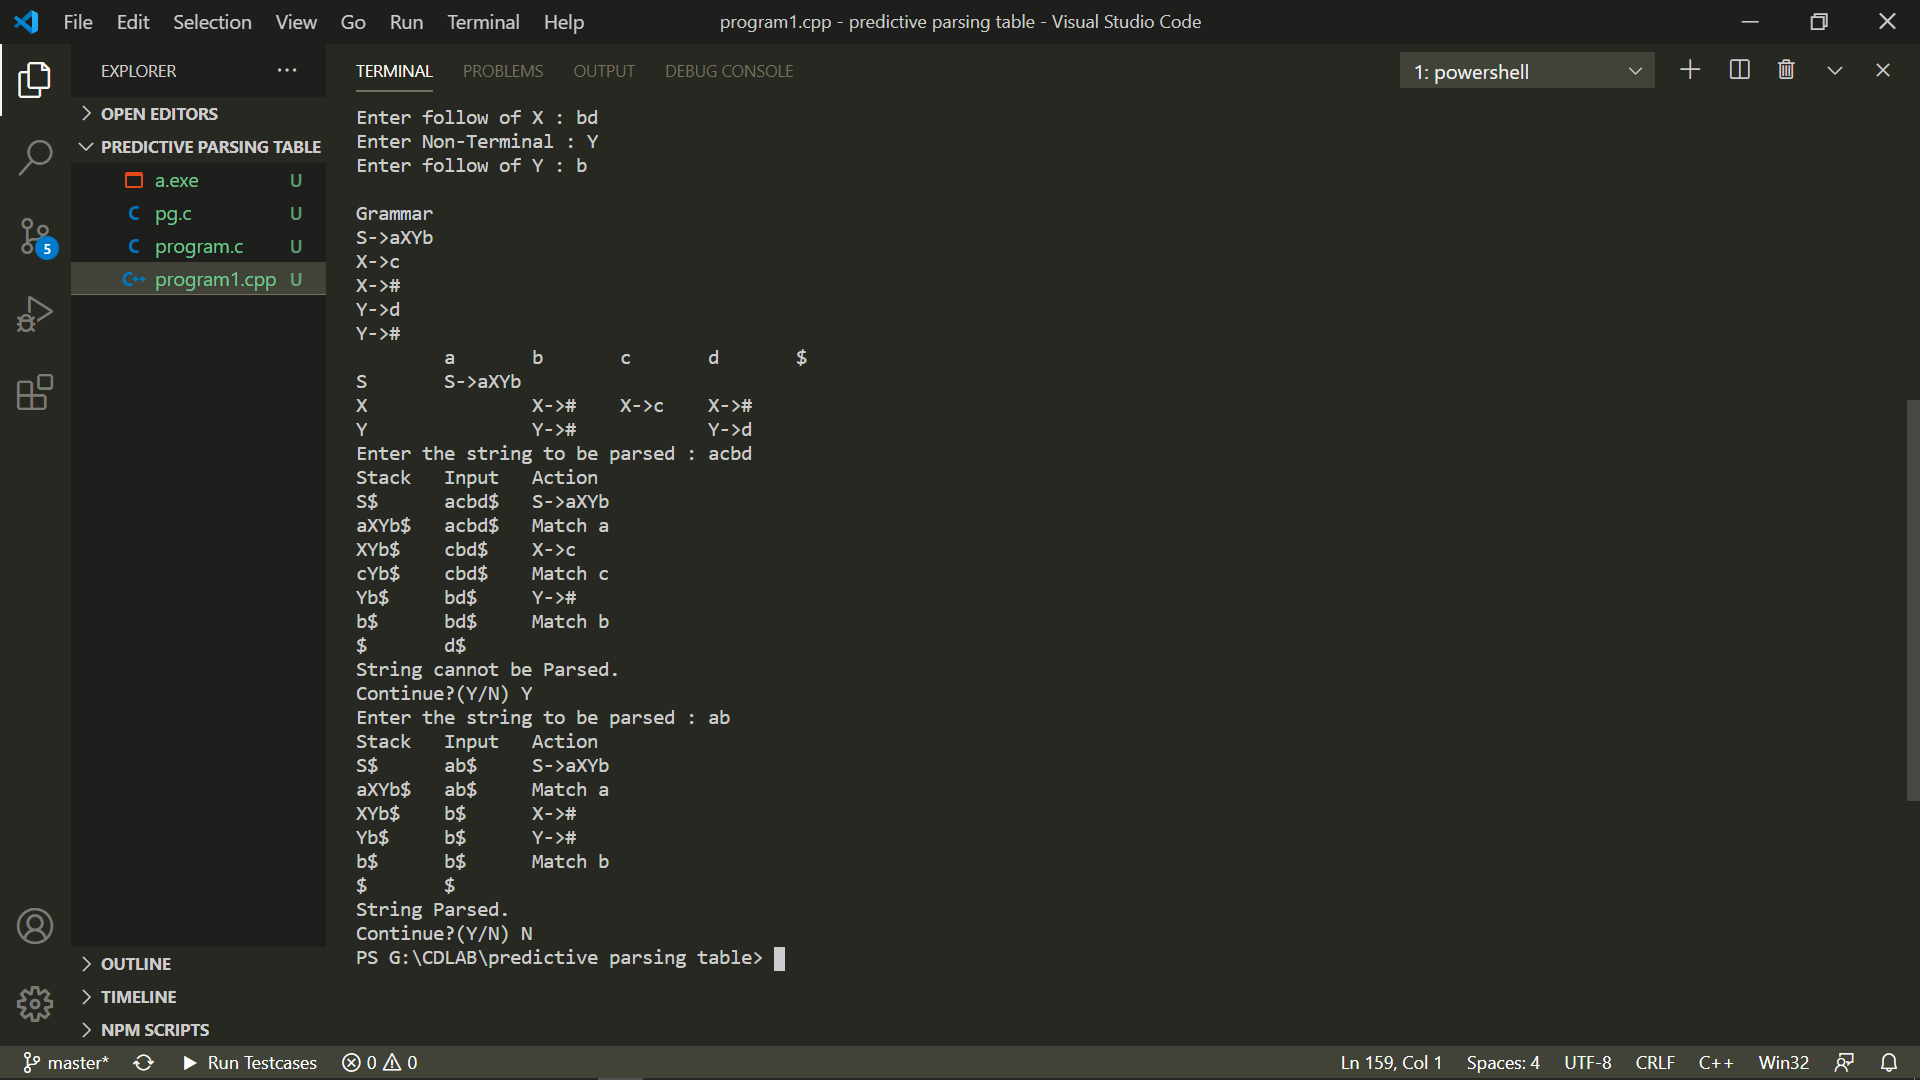 File Edit Selection View Go Run Terminal Help program1.cpp - predictive parsing table - Visual Studio Code
EXPLORER
OPEN EDITORS
PREDICTIVE PARSING TABLE
a.exe U
pg.c U
program.c U
program1.cpp U
OUTLINE
TIMELINE
NPM SCRIPTS
5
TERMINAL PROBLEMS OUTPUT DEBUG CONSOLE 1: powershell
Enter follow of X : bd
Enter Non-Terminal : Y
Enter follow of Y : b
Grammar
S->aXYb
X->c
X->#
Y->d
Y->#
a b c d $
S S->aXYb
X X-># X->c X->#
Y Y-># Y->d
Enter the string to be parsed : acbd
Stack Input Action
S$ acbd$ S->aXYb
aXYb$ acbd$ Match a
XYb$ cbd$ X->c
cYb$ cbd$ Match c
Yb$ bd$ Y->#
b$ bd$ Match b
$ d$
String cannot be Parsed.
Continue?(Y/N) Y
Enter the string to be parsed : ab
Stack Input Action
S$ ab$ S->aXYb
aXYb$ ab$ Match a
XYb$ b$ X->#
Yb$ b$ Y->#
b$ b$ Match b
$ $
String Parsed.
Continue?(Y/N) N
PS G:\CDLAB\predictive parsing table>
master* Run Testcases 0 0 Ln 159, Col 1 Spaces: 4 UTF-8 CRLF C++ Win32